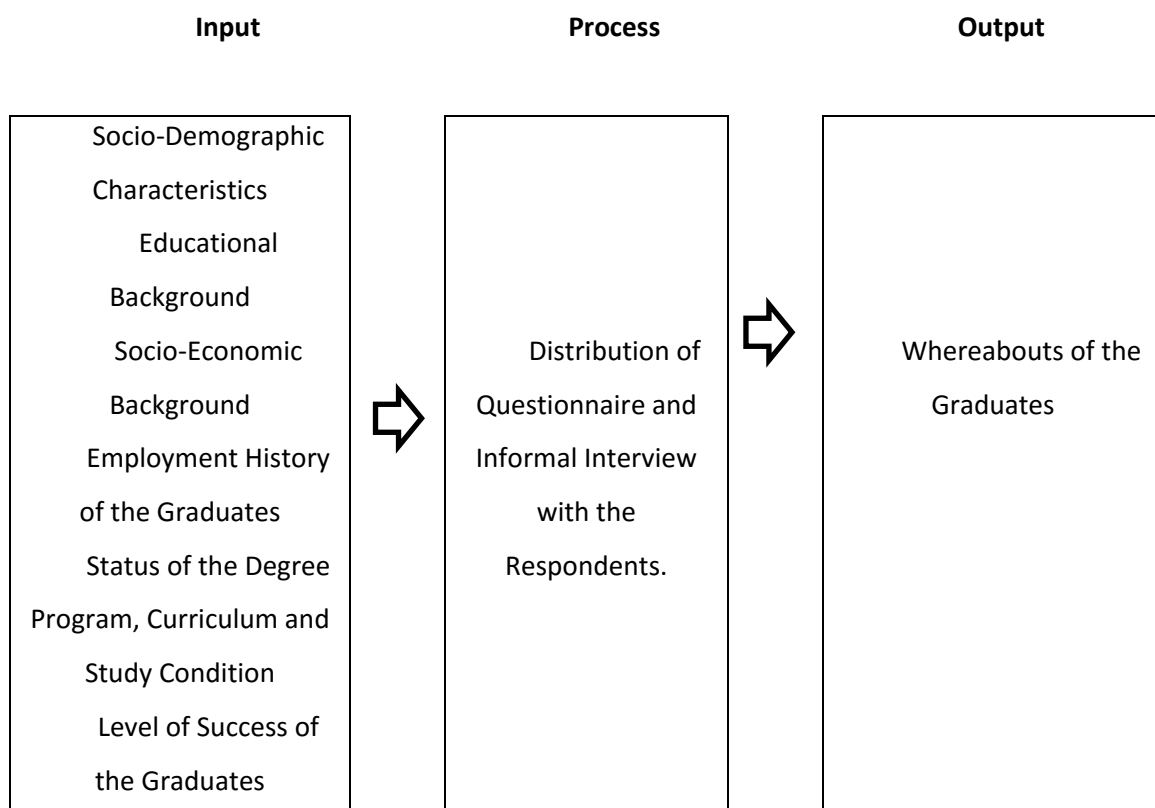 Input Process Output
Socio-Demographic
Characteristics
Educational
Background
Socio-Economic
Background
Employment History
of the Graduates
Status of the Degree
Program, Curriculum and
Study Condition
Level of Success of
the Graduates
Distribution of
Questionnaire and
Informal Interview
with the
Respondents.
Whereabouts of the
Graduates